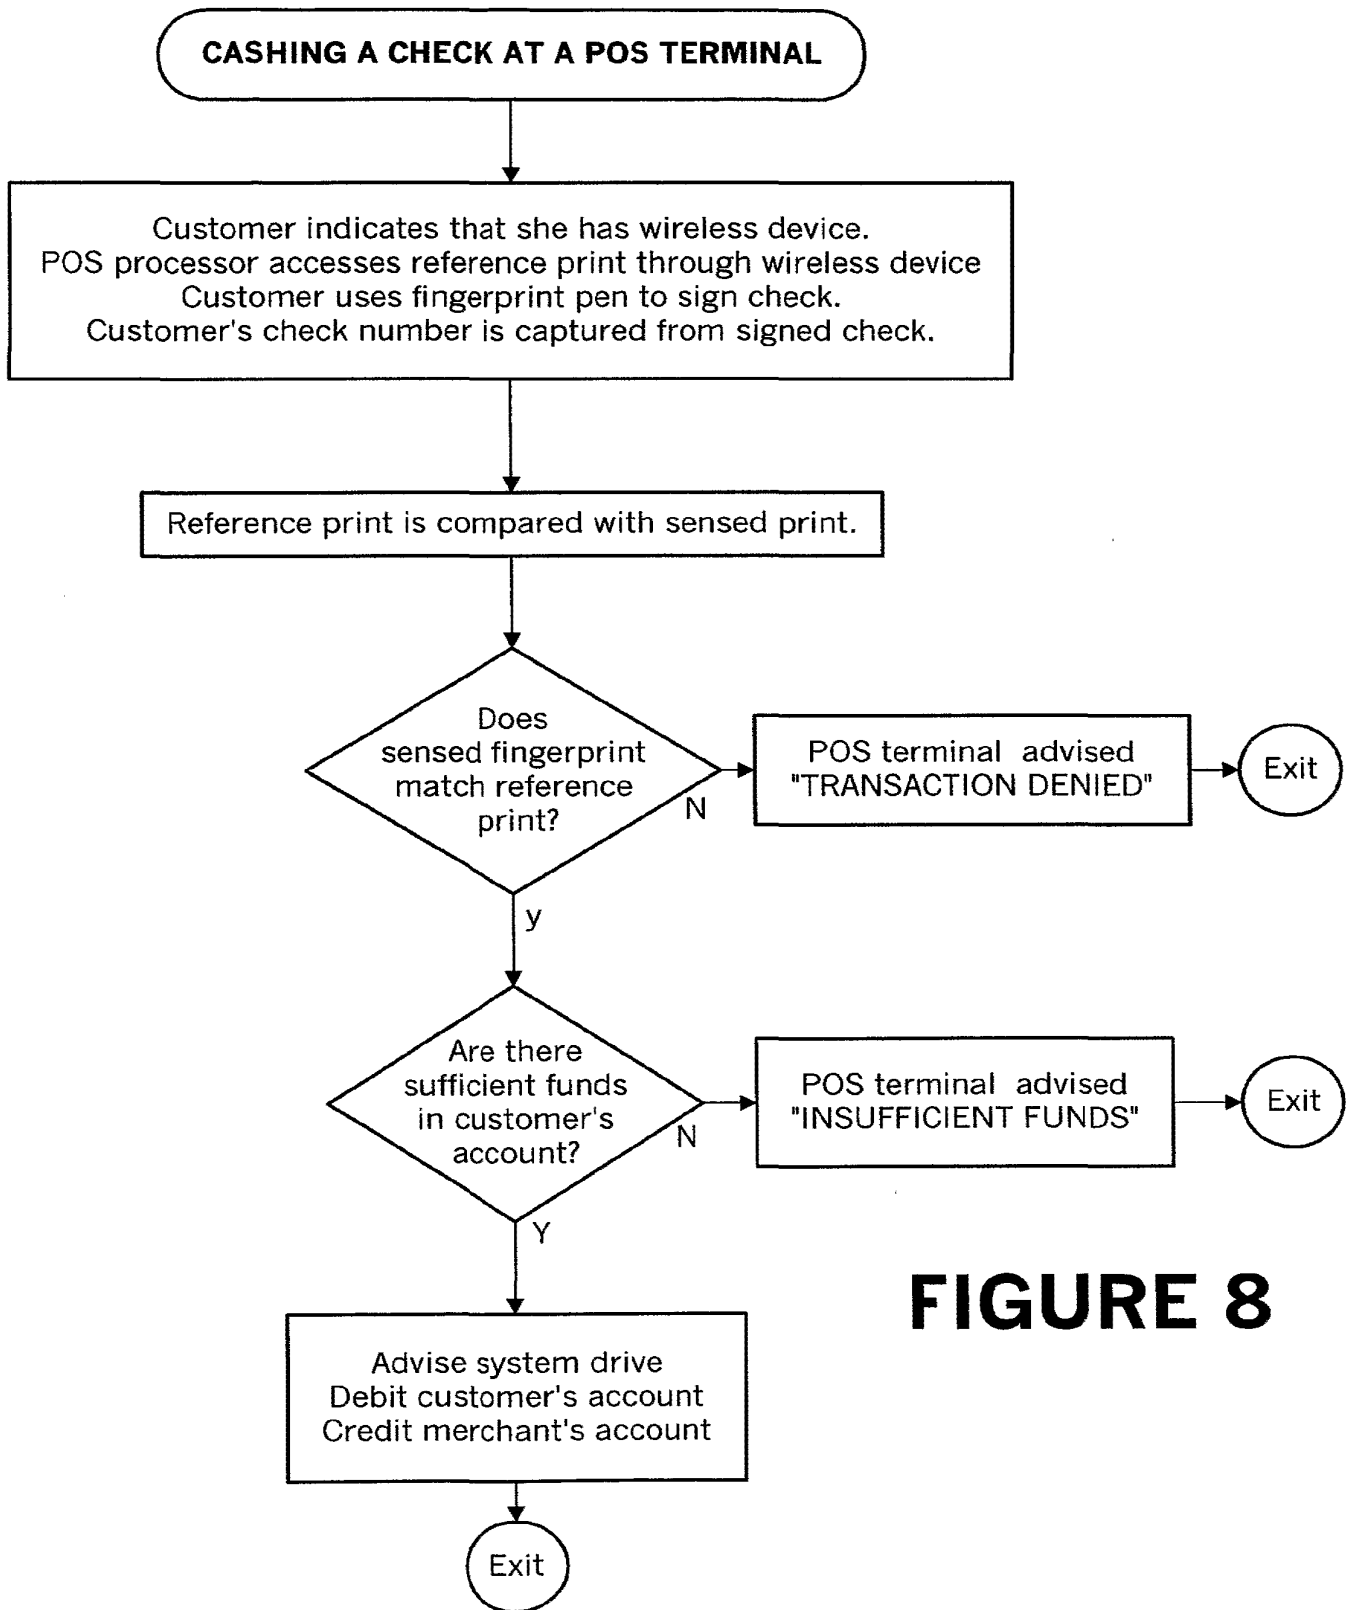 CASHING A CHECK AT A POS TERMINAL
Customer indicates that she has wireless device.
POS processor accesses reference print through wireless device
Customer uses fingerprint pen to sign check.
Customer's check number is captured from signed check.
Reference print is compared with sensed print.
Does
sensed fingerprint
match reference
print?
N
POS terminal advised
"TRANSACTION DENIED"
Exit
y
Are there
sufficient funds
in customer's
account?
N
POS terminal advised
"INSUFFICIENT FUNDS"
Exit
Y
Advise system drive
Debit customer's account
Credit merchant's account
Exit
FIGURE 8